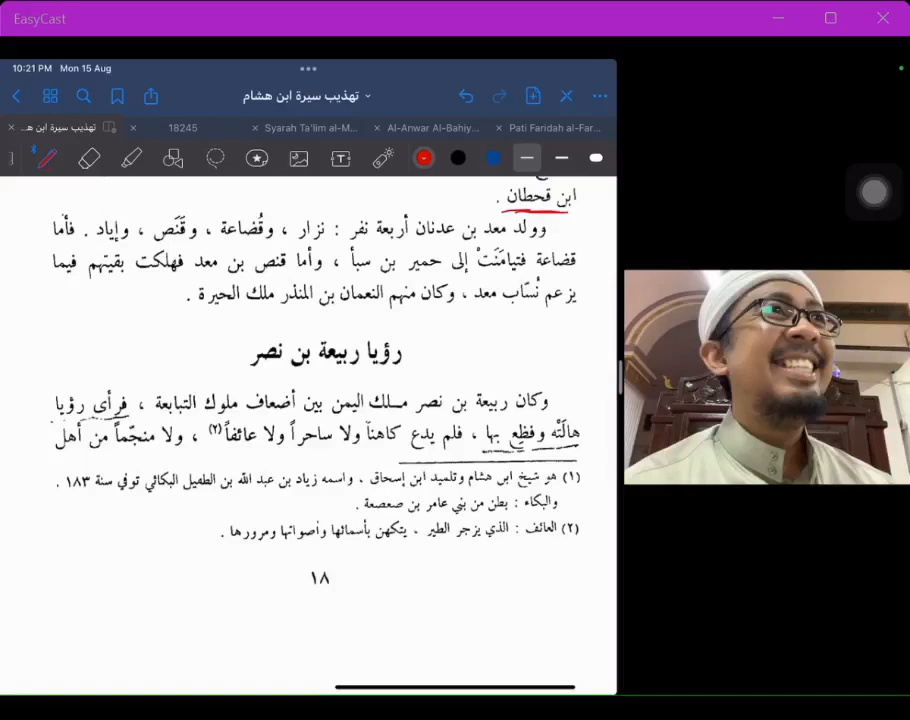 EasyCast
10:21 PM Mon 15 Aug
تهذيب سيرة ابن هشام
تهذيب سيرة ابن هـ...
18245
Syarah Ta'lim al-M...
Al-Anwar Al-Bahiy...
Pati Faridah al-Far...
ابن قحطان .
وولد معد بن عدنان أربعة نفر : نزار ، وقُضاعة ، وقَنَص ، وإياد . فأما
قضاعة فتيامَنَتْ إلى حمير بن سبأ ، وأما قنص بن معد فهلكت بقيتهم فيما
يزعم نُسّاب معد ، وكان منهم النعمان بن المنذر ملك الحيرة .
رؤيا ربيعة بن نصر
وكان ربيعة بن نصر مـلك اليمن بين أضعاف ملوك التبابعة ، فرأى رؤيا
هالَتْه وفظِع بها ، فلم يدع كاهناً ولا ساحراً ولا عائفاً (٢) ، ولا منجّماً من أهل
(١) هو شيخ ابن هشام وتلميذ ابن إسحاق . واسمه زياد بن عبد الله بن الطفيل البكائي توفي سنة ١٨٣ .
والبكاء : بطن من بني عامر بن صعصعة .
(٢) العائف : الذي يزجر الطير . يتكهن بأسمائها وأصواتها ومرورها .
١٨